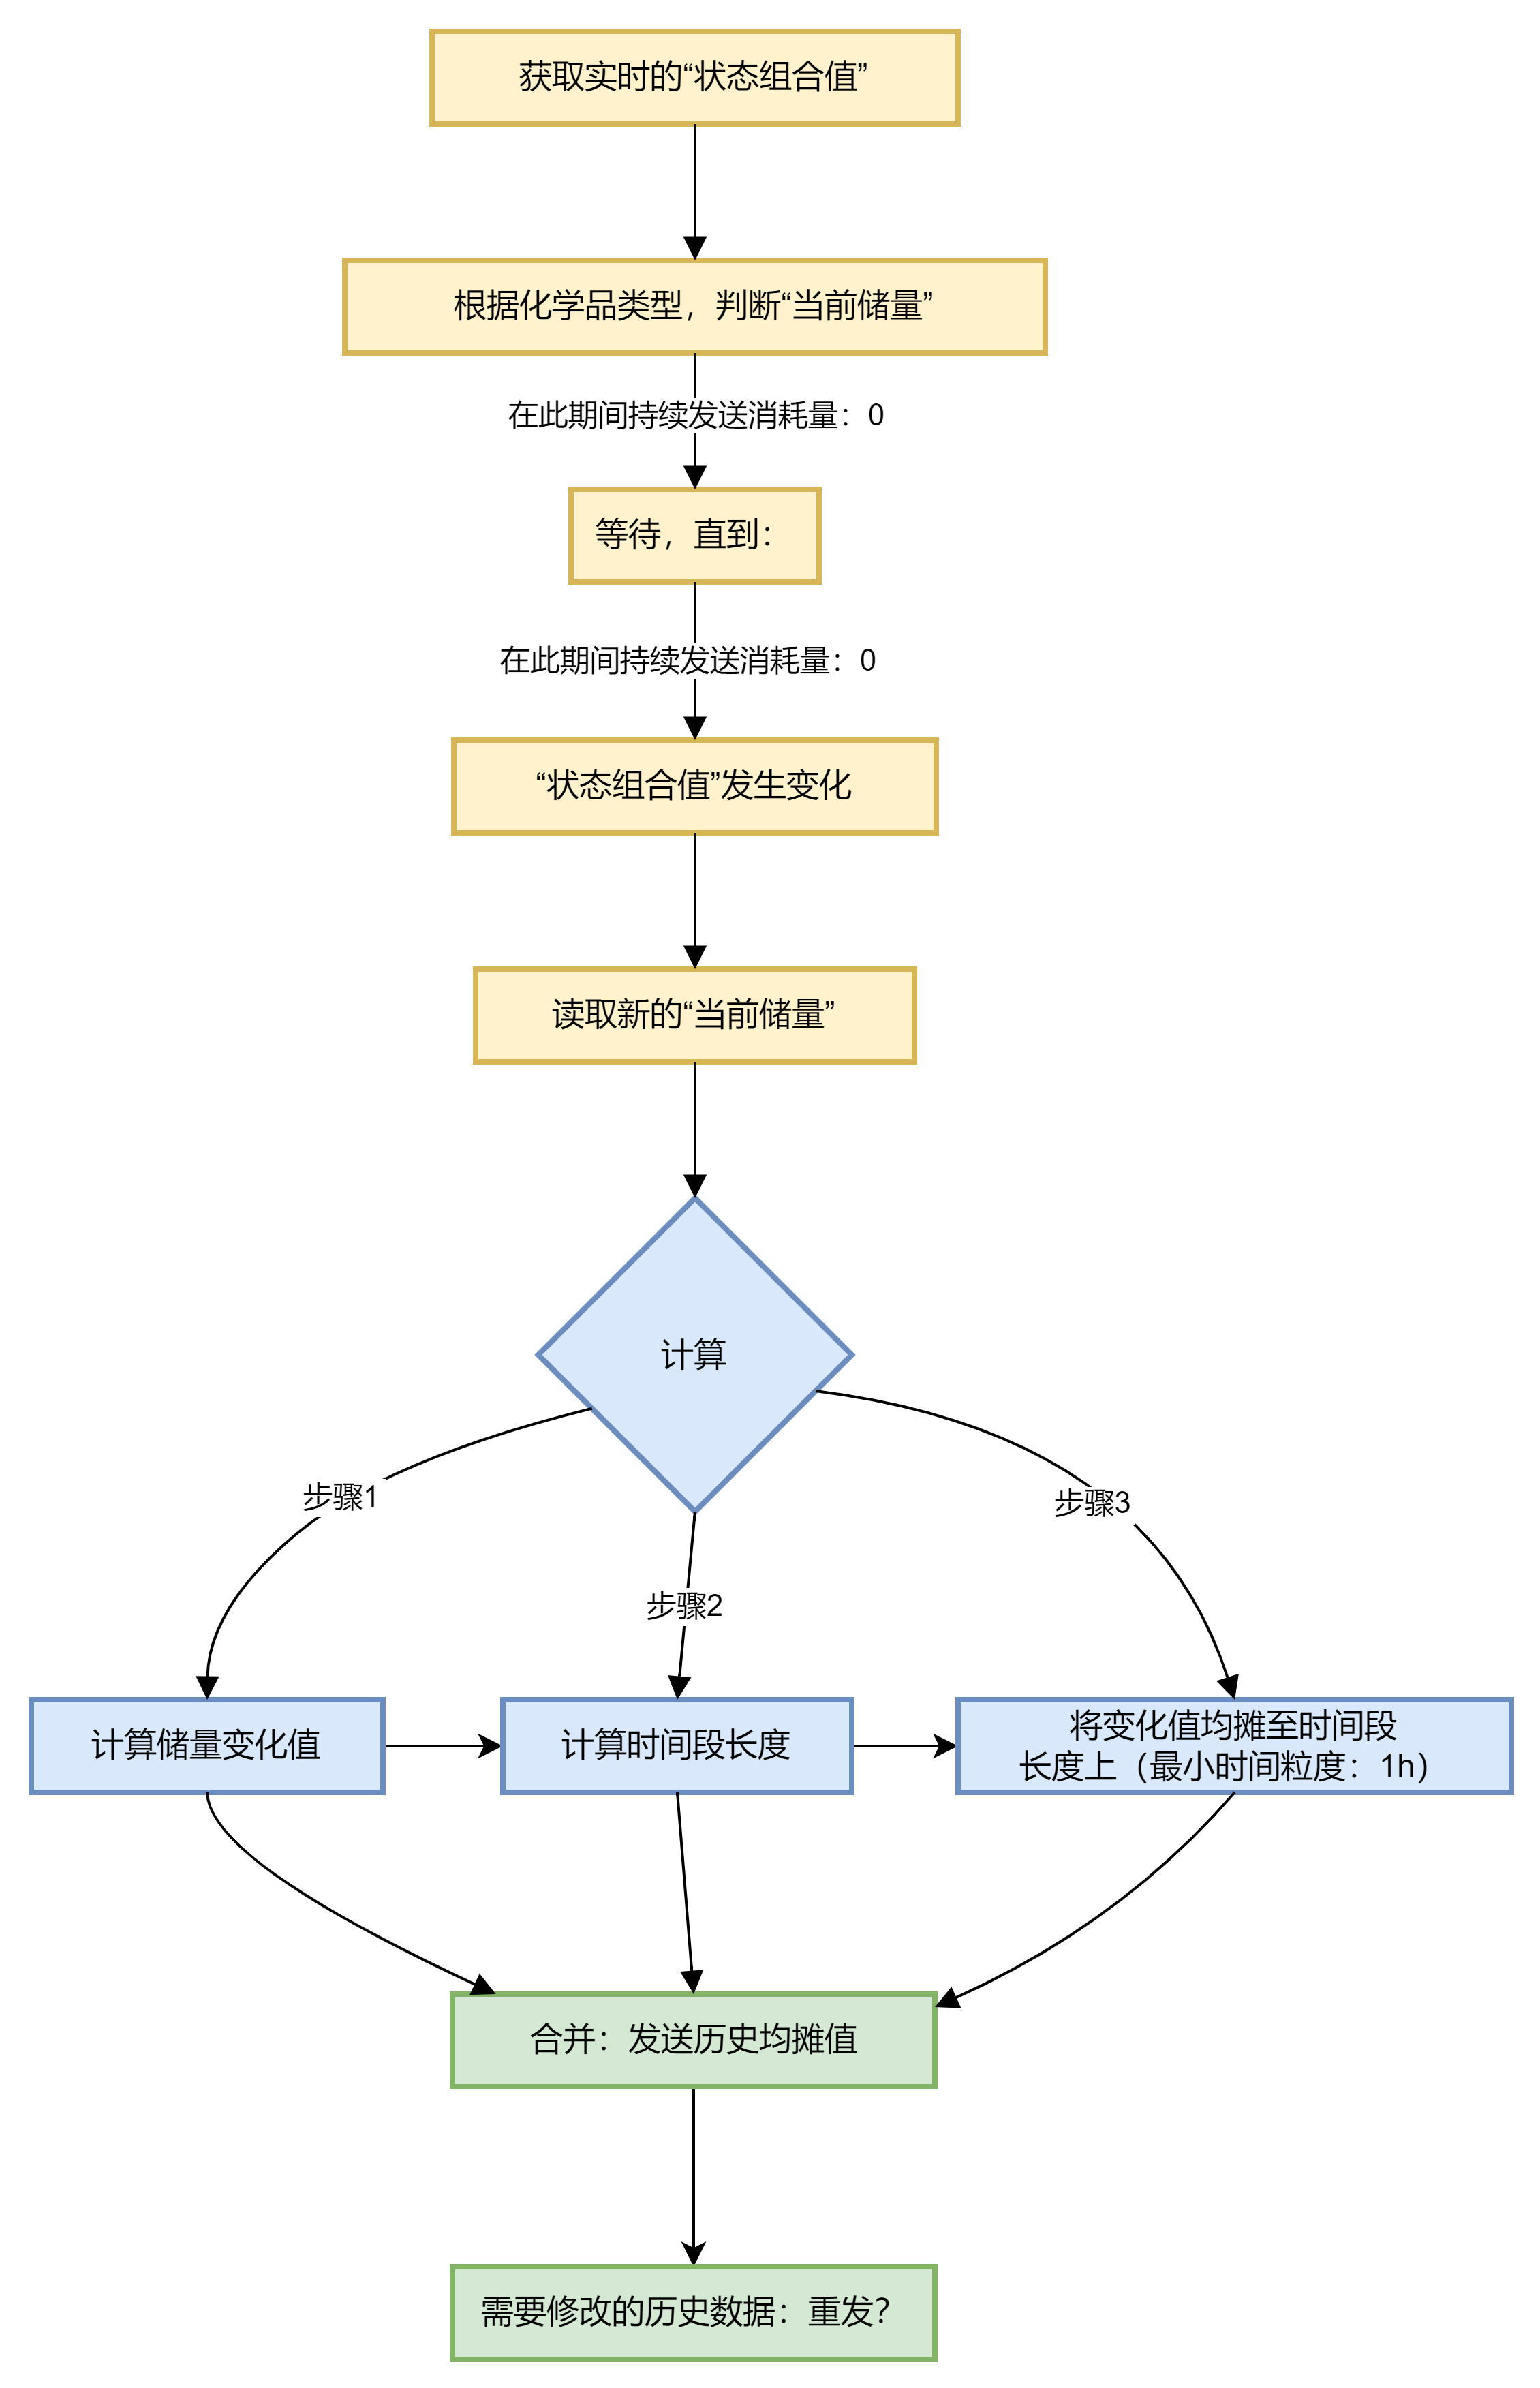 获取实时的“状态组合值”
根据化学品类型，判断“当前储量”
在此期间持续发送消耗量：0
等待，直到：
在此期间持续发送消耗量：0
“状态组合值”发生变化
读取新的“当前储量”
计算
步骤1
步骤3
步骤2
计算储量变化值
计算时间段长度
将变化值均摊至时间段
长度上（最小时间粒度：1h）
合并：发送历史均摊值
需要修改的历史数据：重发？